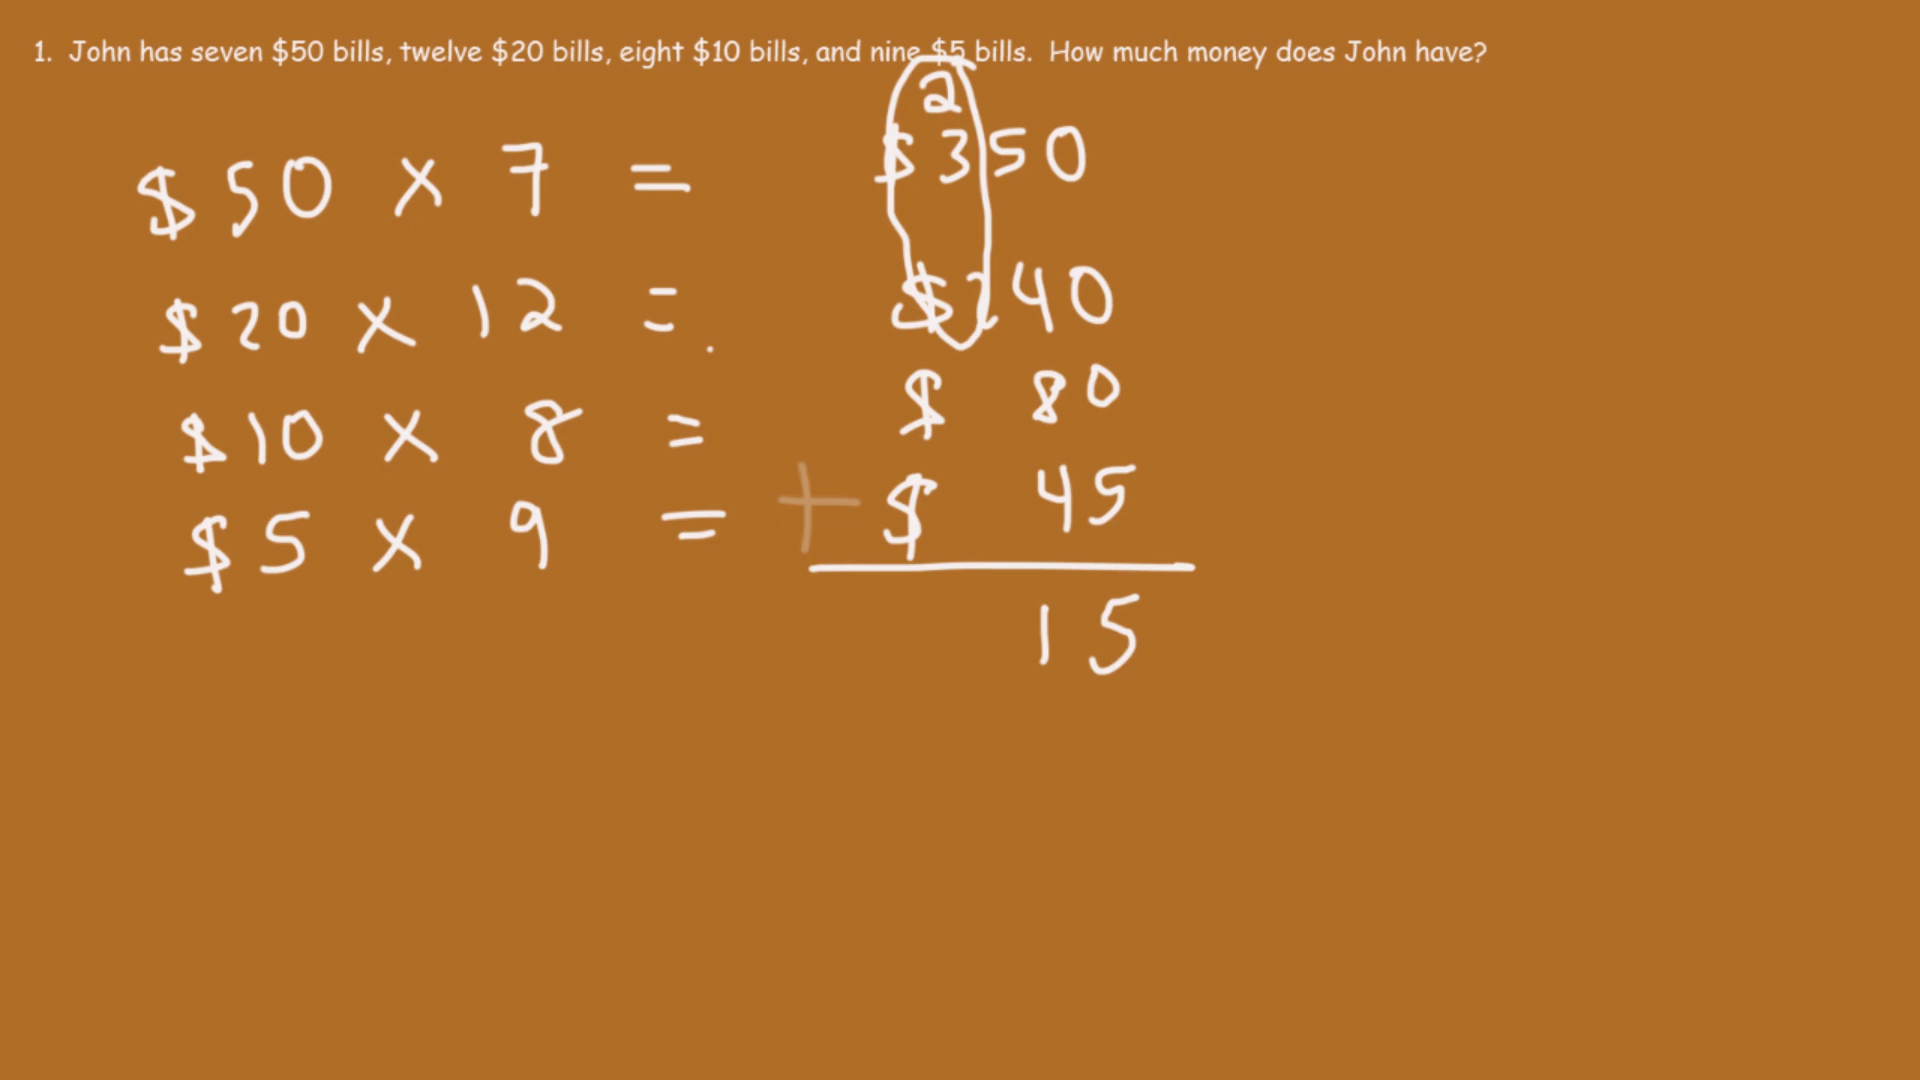 1. John has seven $50 bills, twelve $20 bills, eight $10 bills, and nine $5 bills. How much money does John have?
2
$50 x 7 = $350
$20 x 12 = $240
$10 x 8 = $ 80
$5 x 9 = + $ 45
15